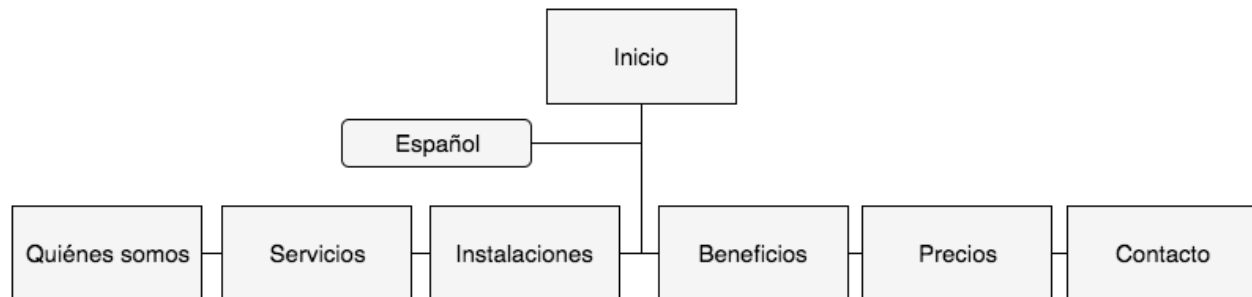 Inicio
Español
Quiénes somos
Servicios
Instalaciones
Beneficios
Precios
Contacto